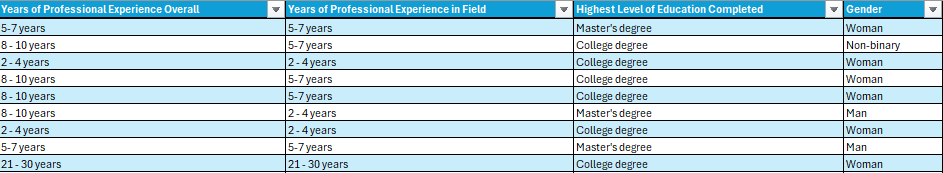 Years of Professional Experience Overall Years of Professional Experience in Field Highest Level of Education Completed Gender
5-7 years 5-7 years Master's degree Woman
8 - 10 years 5-7 years College degree Non-binary
2 - 4 years 2 - 4 years College degree Woman
8 - 10 years 5-7 years College degree Woman
8 - 10 years 5-7 years College degree Woman
8 - 10 years 2 - 4 years Master's degree Man
2 - 4 years 2 - 4 years College degree Woman
5-7 years 5-7 years Master's degree Man
21 - 30 years 21 - 30 years College degree Woman